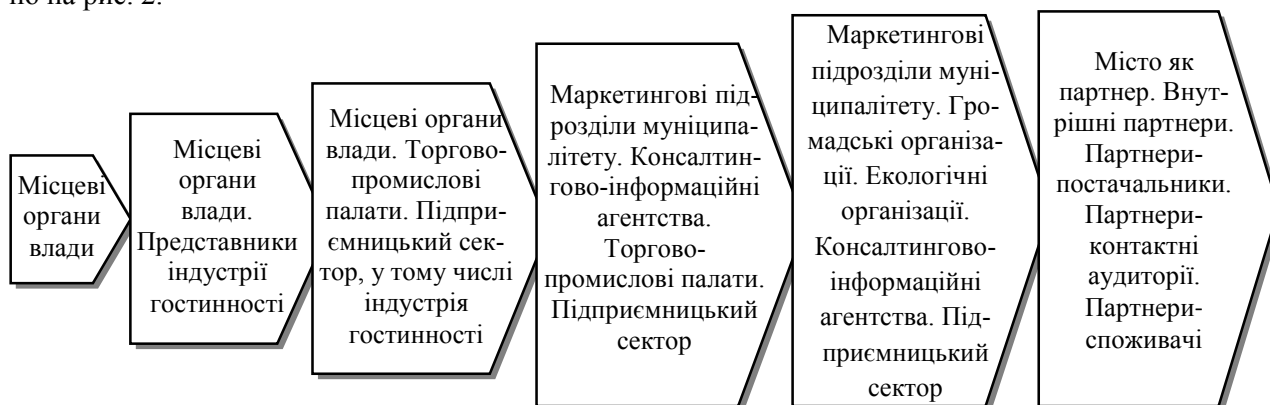 но на рис. 2.
Місцеві
органи
влади
Місцеві
органи
влади.
Представники
індустрії
гостинності
Місцеві органи
влади. Торгово-
промислові
палати. Підпри-
ємницький сек-
тор, у тому числі
індустрія
гостинності
Маркетингові під-
розділи муніципа-
літету. Консалтин-
гово-інформаційні
агентства.
Торгово-
промислові палати.
Підприємницький
сектор
Маркетингові
підрозділи муні-
ципалітету. Гро-
мадські організа-
ції. Екологічні
організації.
Консалтингово-
інформаційні
агентства. Під-
приємницький
сектор
Місто як
партнер. Внут-
рішні партнери.
Партнери-
постачальники.
Партнери-
контактні
аудиторії.
Партнери-
споживачі